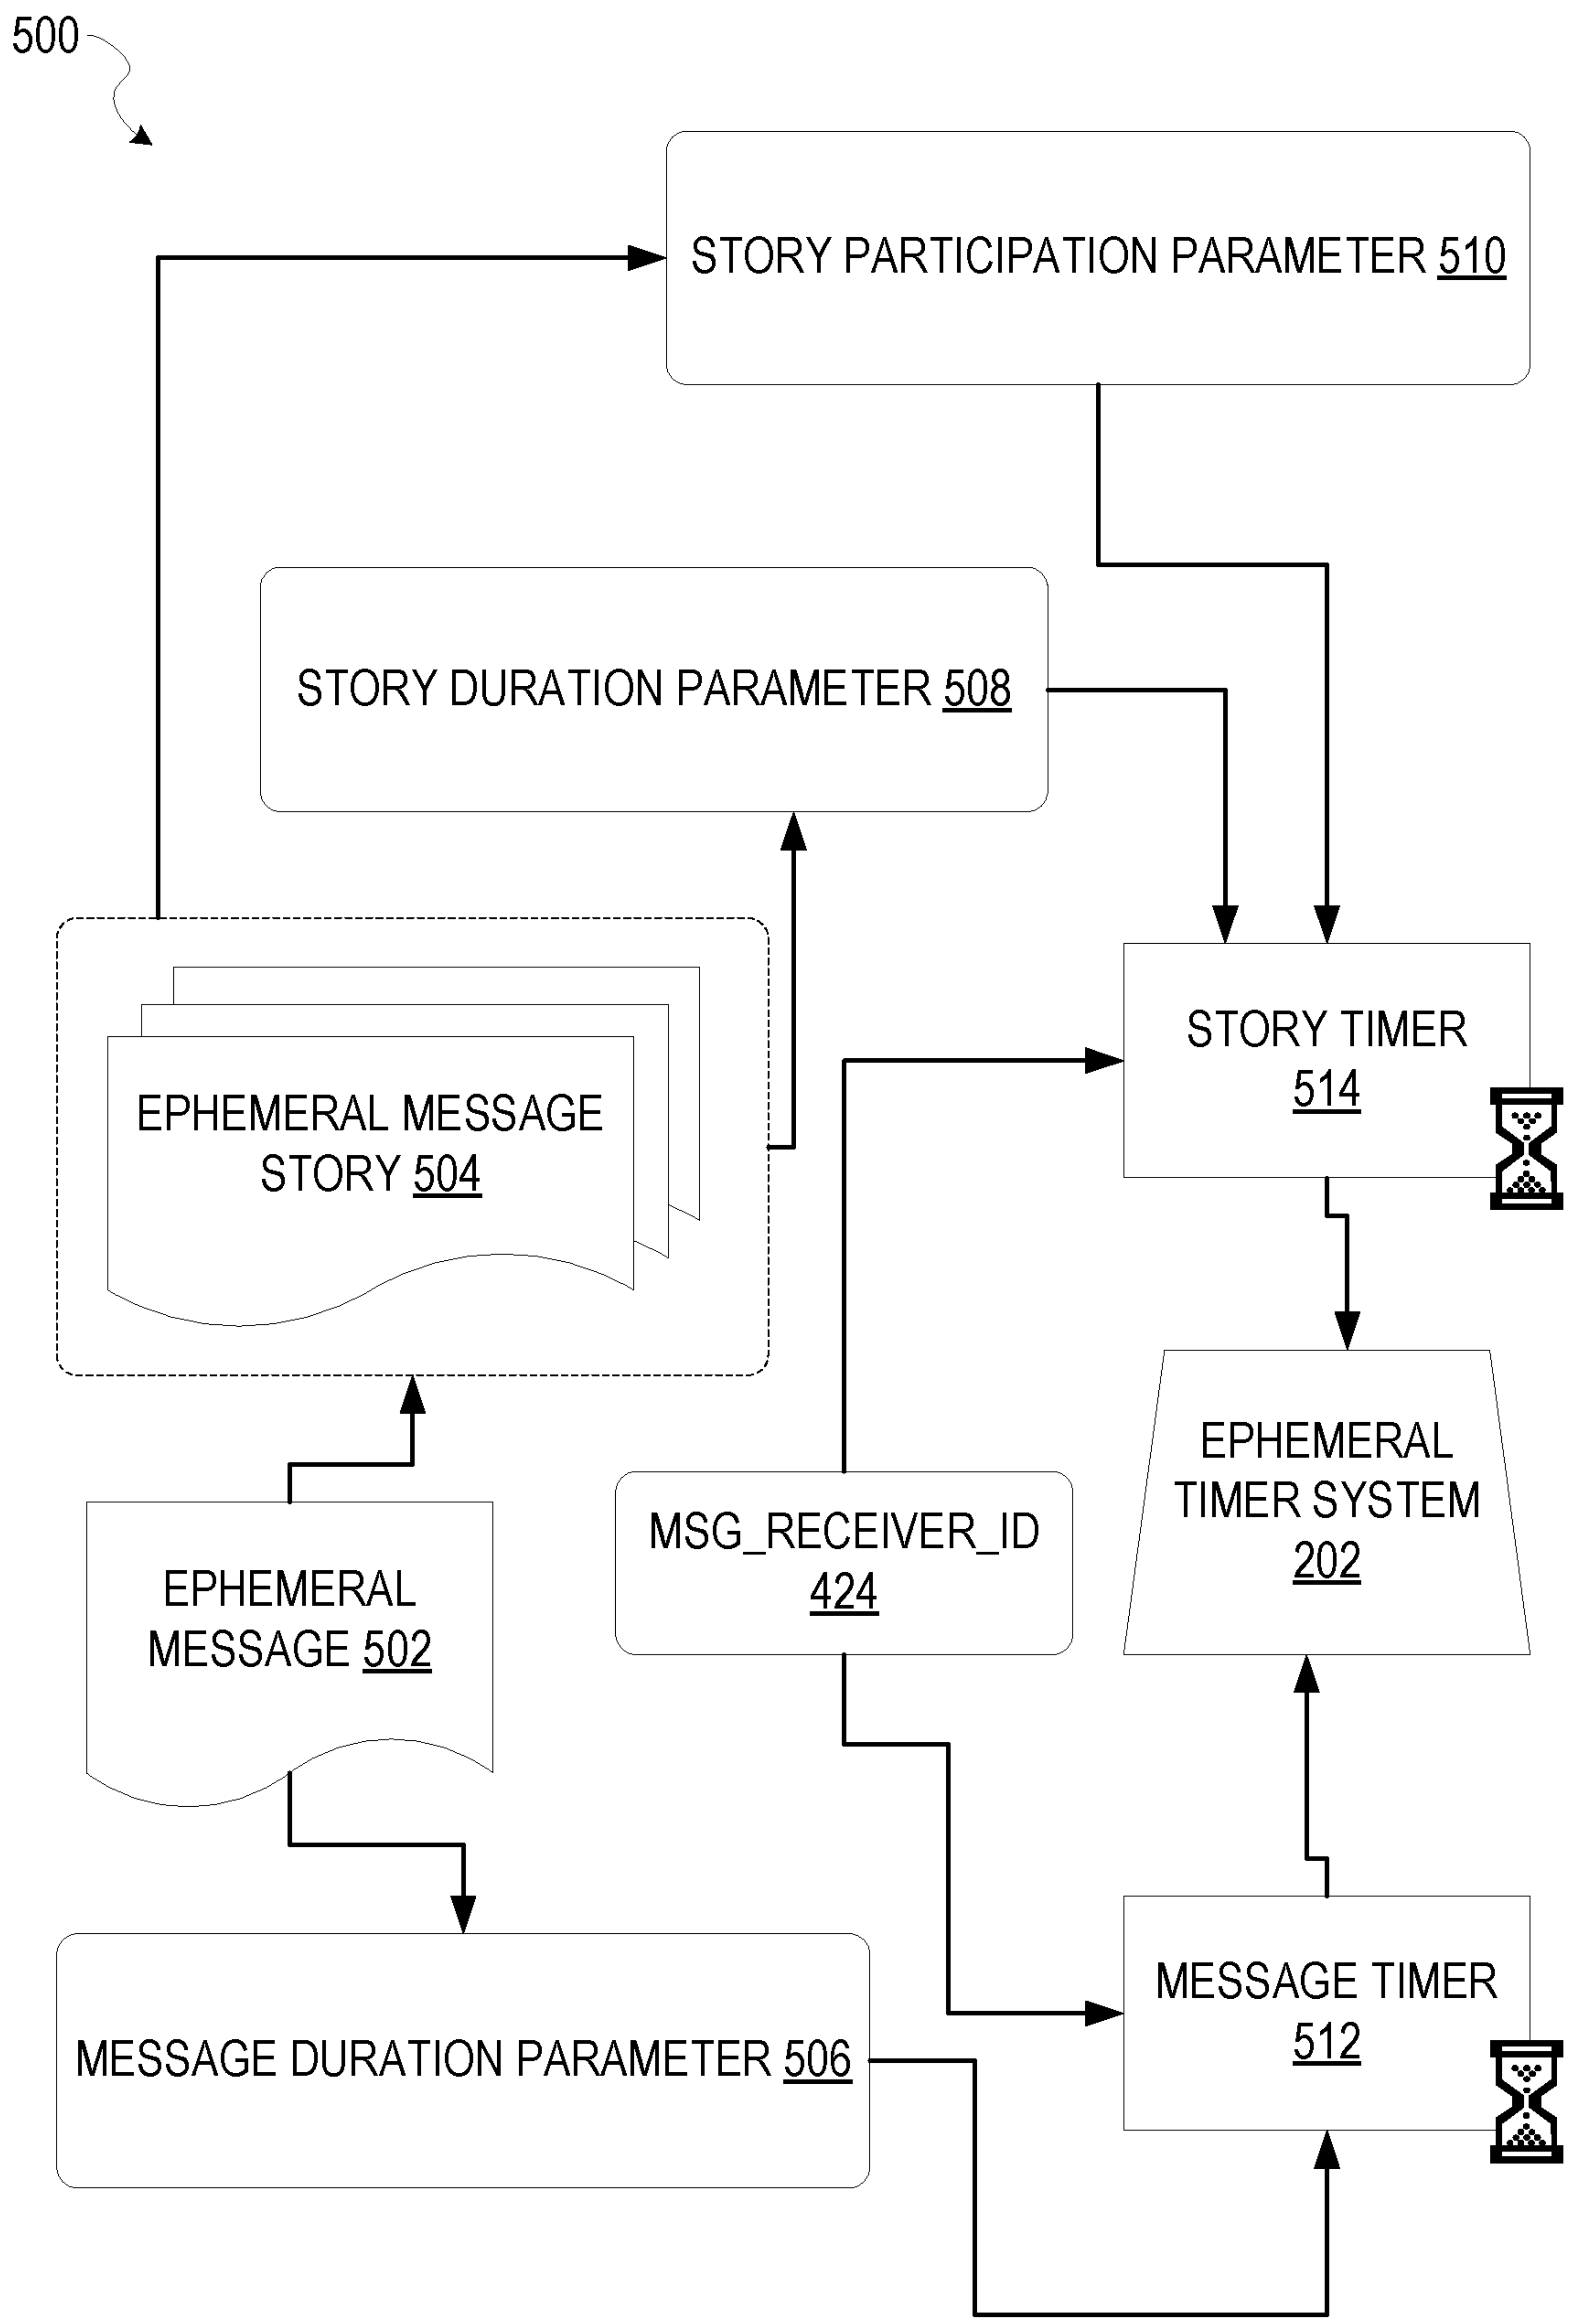 500
STORY PARTICIPATION PARAMETER 510
STORY DURATION PARAMETER 508
STORY TIMER
514
EPHEMERAL MESSAGE
STORY 504
EPHEMERAL
TIMER SYSTEM
202
MSG_RECEIVER_ID
424
EPHEMERAL
MESSAGE 502
MESSAGE TIMER
512
MESSAGE DURATION PARAMETER 506